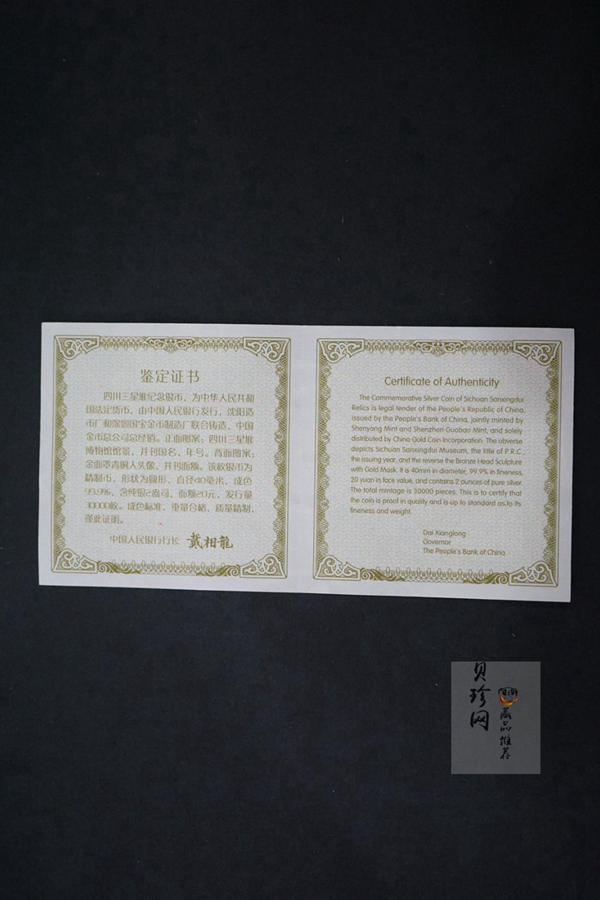 鉴定证书
四川三星堆纪念银币,为中华人民共和
国法定货币,由中国人民银行发行,沈阳造
币厂和深圳国宝金币制造厂联合铸造,中国
金币总公司总经销。正面图案:四川三星堆
博物馆馆景,并刊国名、年号。背面图案:
金面罩青铜人头像,并刊面额。该枚银币为
精制币,形状为圆形,直径40毫米,成色
99.9%,含纯银2盎司,面额20元,发行量
30000枚。成色标准,重量合格,质量精制,
谨此证明。
中国人民银行行长 戴相龍
Certificate of Authenticity
The Commemorative Silver Coin of Sichuan Sanxingdui
Relics is legal tender of the People's Republic of China,
issued by the People's Bank of China, jointly minted by
Shenyang Mint and Shenzhen Guobao Mint, and solely
distributed by China Gold Coin Incorporation. The obverse
depicts Sichuan Sanxingdui Museum, the title of P.R.C.,
the issuing year, and the reverse the Bronze Head Sculpture
with Gold Mask. It is 40mm in diameter, 99.9% in fineness,
20 yuan in face value, and contains 2 ounces of pure silver.
The total mintage is 30000 pieces. This is to certify that
the coin is proof in quality and is up to standard as to its
fineness and weight.
Dai Xianglong
Governor
The People's Bank of China
贝珍网
藏品推荐